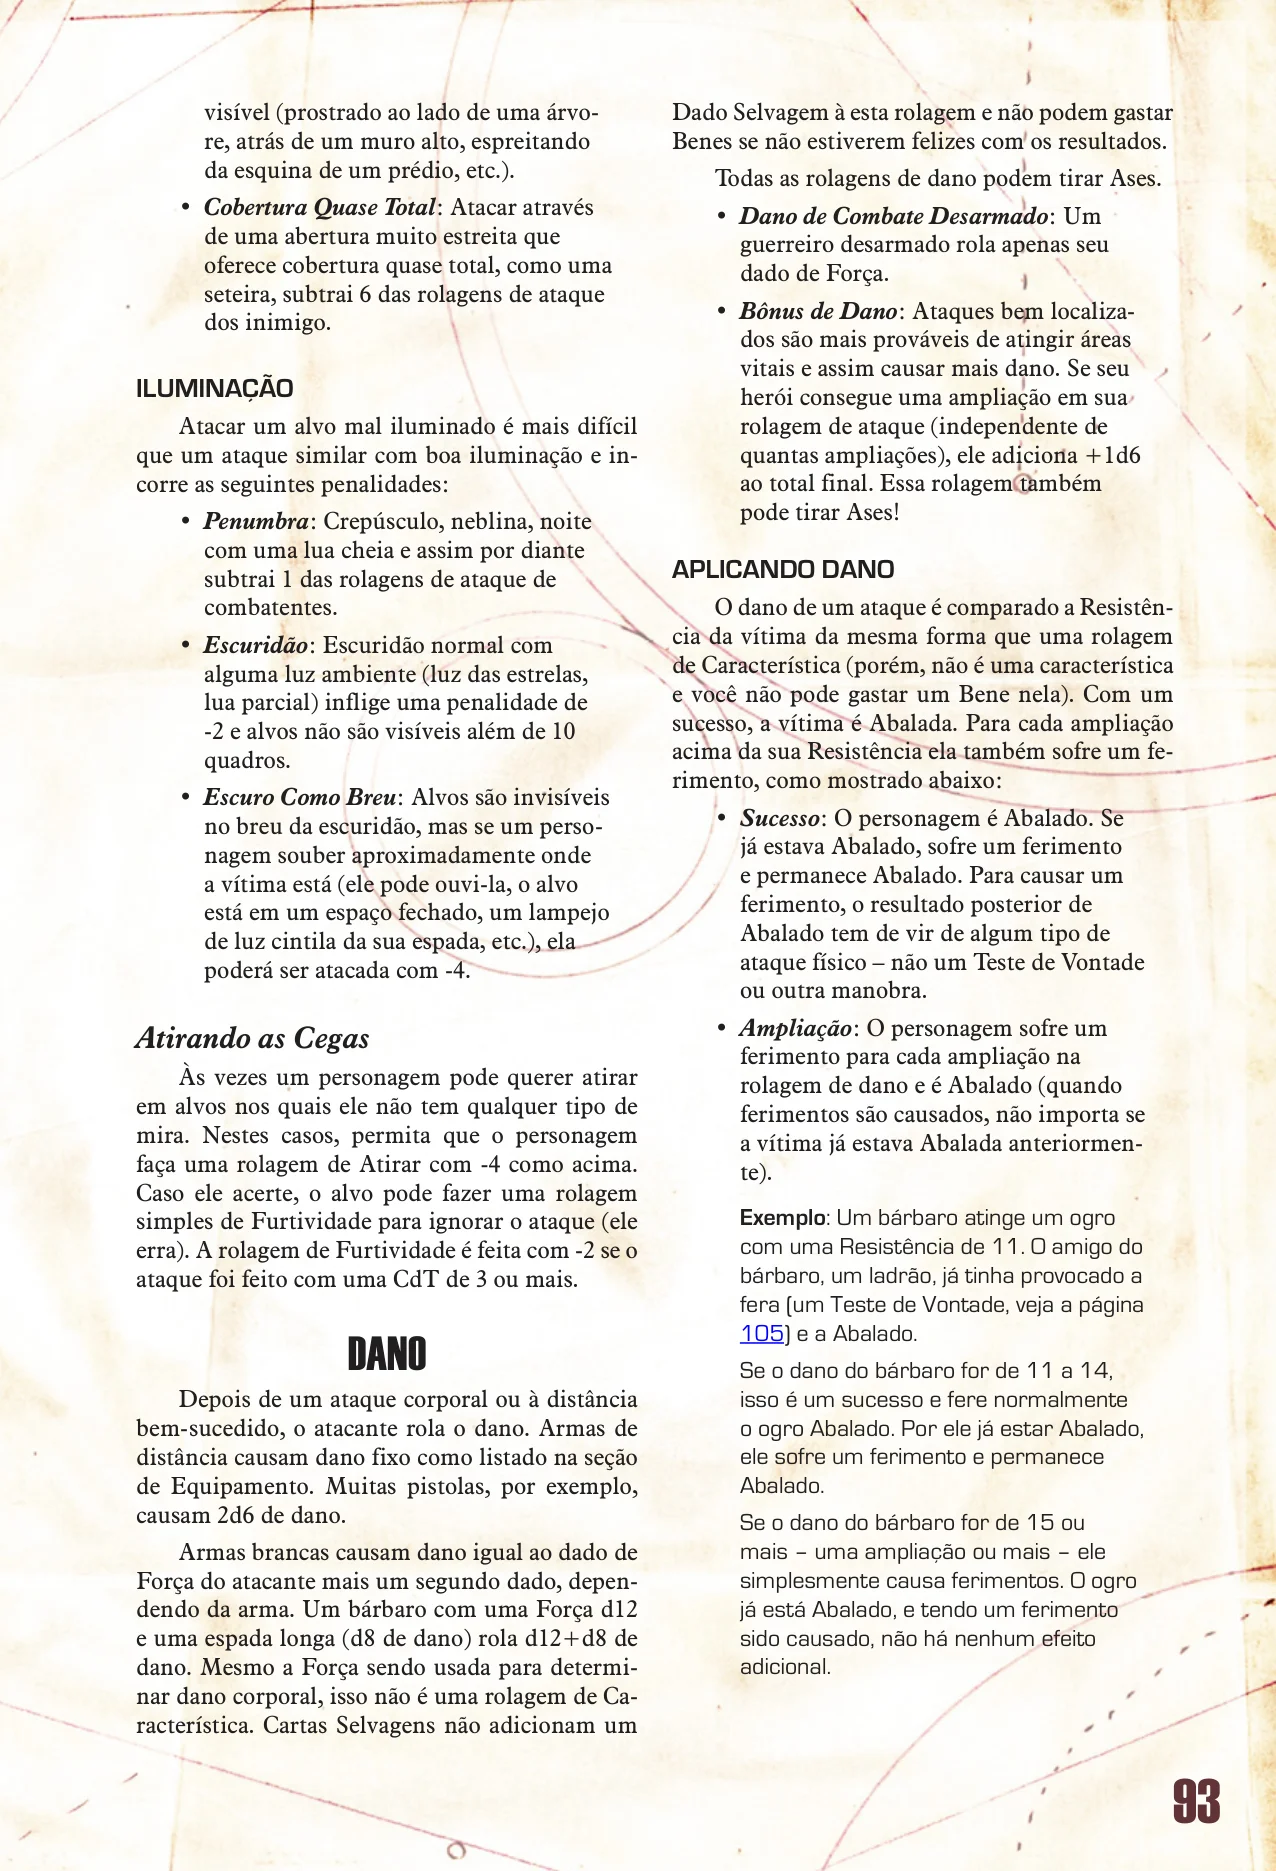 visível (prostrado ao lado de uma árvo-
re, atrás de um muro alto, espreitando
da esquina de um prédio, etc.).
• Cobertura Quase Total: Atacar através
de uma abertura muito estreita que
oferece cobertura quase total, como uma
seteira, subtrai 6 das rolagens de ataque
dos inimigo.
ILUMINAÇÃO
Atacar um alvo mal iluminado é mais difícil
que um ataque similar com boa iluminação e in-
corre as seguintes penalidades:
• Penumbra: Crepúsculo, neblina, noite
com uma lua cheia e assim por diante
subtrai 1 das rolagens de ataque de
combatentes.
• Escuridão: Escuridão normal com
alguma luz ambiente (luz das estrelas,
lua parcial) inflige uma penalidade de
-2 e alvos não são visíveis além de 10
quadros.
• Escuro Como Breu: Alvos são invisíveis
no breu da escuridão, mas se um perso-
nagem souber aproximadamente onde
a vítima está (ele pode ouvi-la, o alvo
está em um espaço fechado, um lampejo
de luz cintila da sua espada, etc.), ela
poderá ser atacada com -4.
Atirando as Cegas
Às vezes um personagem pode querer atirar
em alvos nos quais ele não tem qualquer tipo de
mira. Nestes casos, permita que o personagem
faça uma rolagem de Atirar com -4 como acima.
Caso ele acerte, o alvo pode fazer uma rolagem
simples de Furtividade para ignorar o ataque (ele
erra). A rolagem de Furtividade é feita com -2 se o
ataque foi feito com uma CdT de 3 ou mais.
DANO
Depois de um ataque corporal ou à distância
bem-sucedido, o atacante rola o dano. Armas de
distância causam dano fixo como listado na seção
de Equipamento. Muitas pistolas, por exemplo,
causam 2d6 de dano.
Armas brancas causam dano igual ao dado de
Força do atacante mais um segundo dado, depen-
dendo da arma. Um bárbaro com uma Força d12
e uma espada longa (d8 de dano) rola d12+d8 de
dano. Mesmo a Força sendo usada para determi-
nar dano corporal, isso não é uma rolagem de Ca-
racterística. Cartas Selvagens não adicionam um
Dado Selvagem à esta rolagem e não podem gastar
Benes se não estiverem felizes com os resultados.
Todas as rolagens de dano podem tirar Ases.
• Dano de Combate Desarmado: Um
guerreiro desarmado rola apenas seu
dado de Força.
• Bônus de Dano: Ataques bem localiza-
dos são mais prováveis de atingir áreas
vitais e assim causar mais dano. Se seu
herói consegue uma ampliação em sua
rolagem de ataque (independente de
quantas ampliações), ele adiciona +1d6
ao total final. Essa rolagem também
pode tirar Ases!
APLICANDO DANO
O dano de um ataque é comparado a Resistên-
cia da vítima da mesma forma que uma rolagem
de Característica (porém, não é uma característica
e você não pode gastar um Bene nela). Com um
sucesso, a vítima é Abalada. Para cada ampliação
acima da sua Resistência ela também sofre um fe-
rimento, como mostrado abaixo:
• Sucesso: O personagem é Abalado. Se
já estava Abalado, sofre um ferimento
e permanece Abalado. Para causar um
ferimento, o resultado posterior de
Abalado tem de vir de algum tipo de
ataque físico – não um Teste de Vontade
ou outra manobra.
• Ampliação: O personagem sofre um
ferimento para cada ampliação na
rolagem de dano e é Abalado (quando
ferimentos são causados, não importa se
a vítima já estava Abalada anteriormen-
te).
Exemplo: Um bárbaro atinge um ogro
com uma Resistência de 11. O amigo do
bárbaro, um ladrão, já tinha provocado a
fera (um Teste de Vontade, veja a página
105) e a Abalado.
Se o dano do bárbaro for de 11 a 14,
isso é um sucesso e fere normalmente
o ogro Abalado. Por ele já estar Abalado,
ele sofre um ferimento e permanece
Abalado.
Se o dano do bárbaro for de 15 ou
mais – uma ampliação ou mais – ele
simplesmente causa ferimentos. O ogro
já está Abalado, e tendo um ferimento
sido causado, não há nenhum efeito
adicional.
93